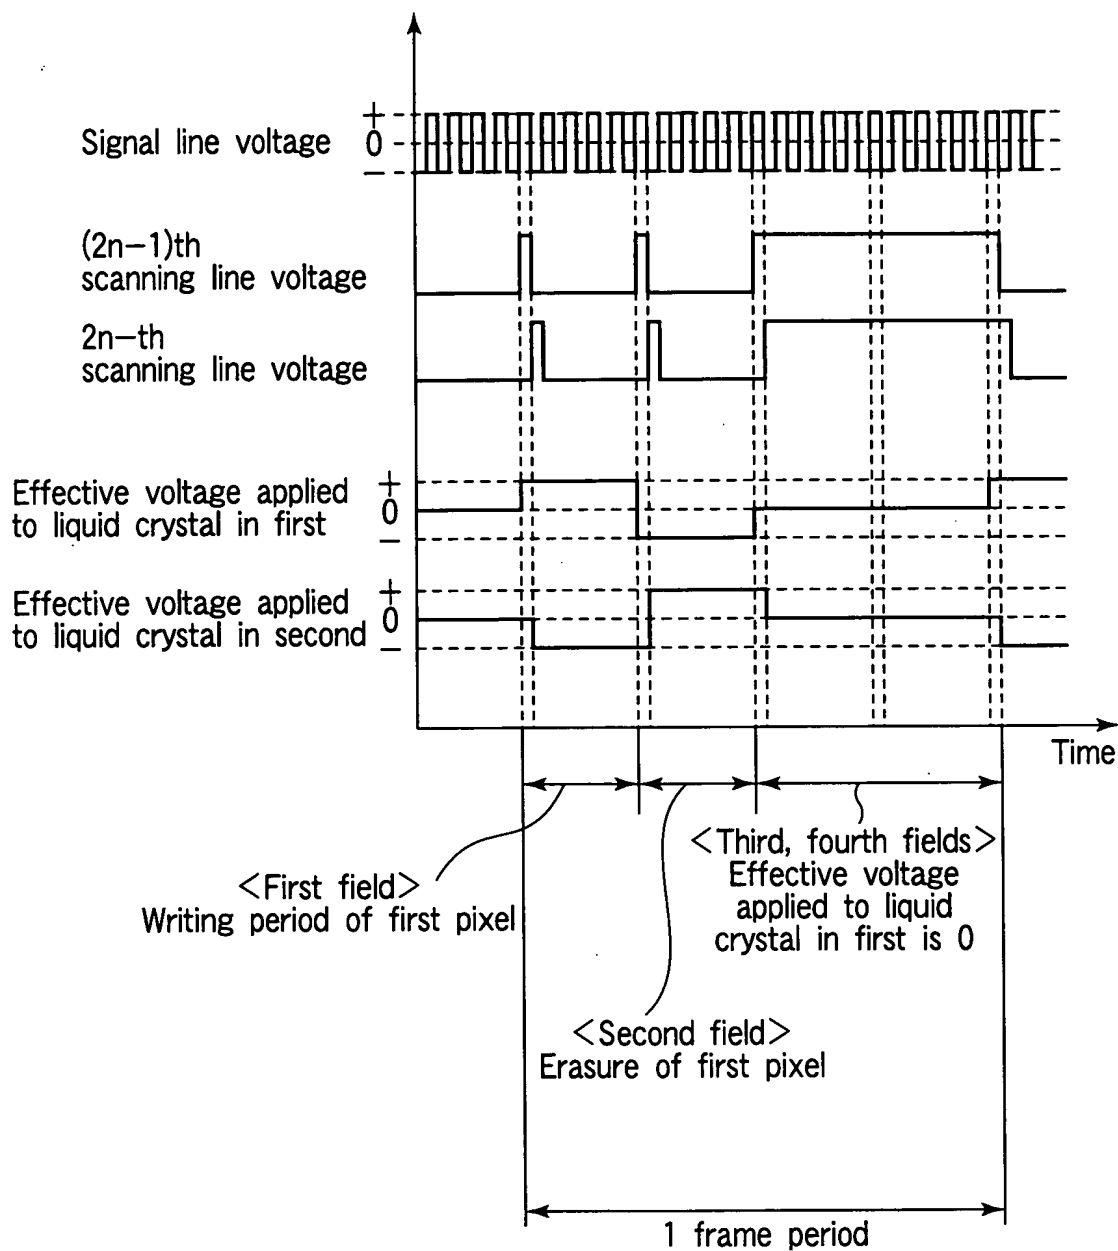 Signal line voltage
+
0
−
(2n−1)th
scanning line voltage
2n−th
scanning line voltage
Effective voltage applied
to liquid crystal in first
+
0
−
Effective voltage applied
to liquid crystal in second
+
0
−
Time
<First field>
Writing period of first pixel
<Second field>
Erasure of first pixel
<Third, fourth fields>
Effective voltage
applied to liquid
crystal in first is 0
1 frame period